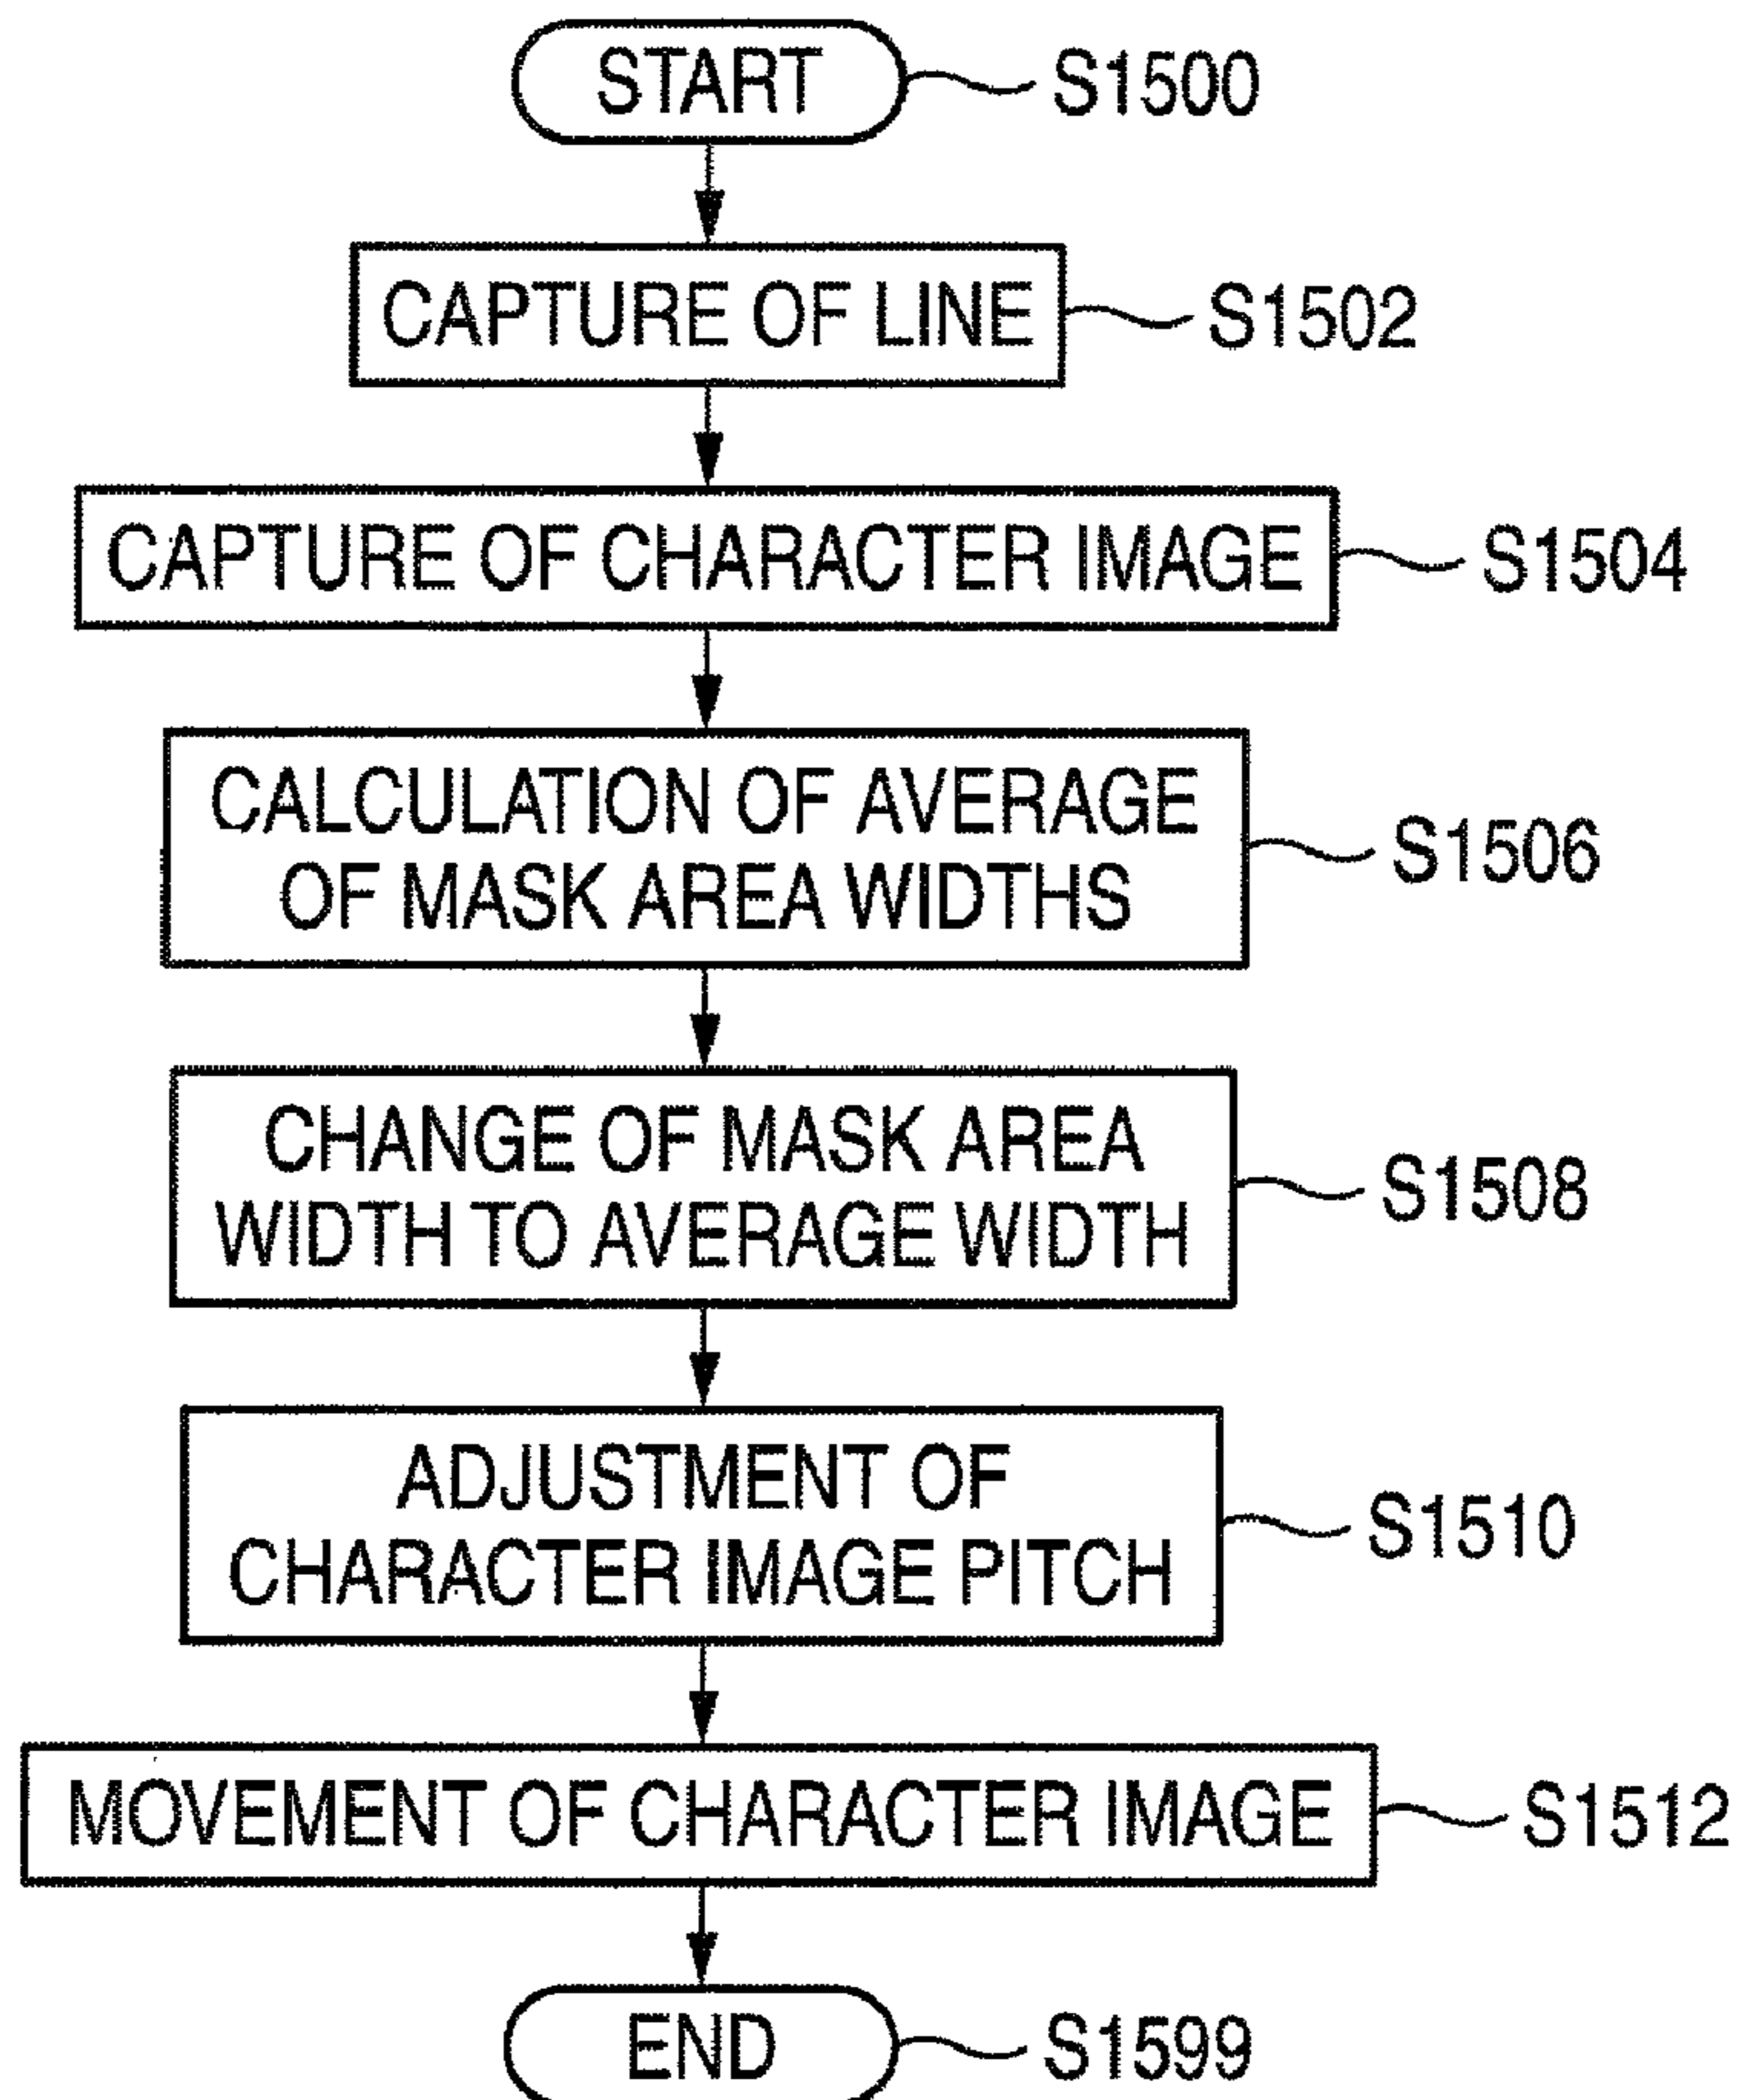 START S1500
CAPTURE OF LINE S1502
CAPTURE OF CHARACTER IMAGE S1504
CALCULATION OF AVERAGE
OF MASK AREA WIDTHS
S1506
CHANGE OF MASK AREA
WIDTH TO AVERAGE WIDTH
S1508
ADJUSTMENT OF
CHARACTER IMAGE PITCH
S1510
MOVEMENT OF CHARACTER IMAGE S1512
END S1599